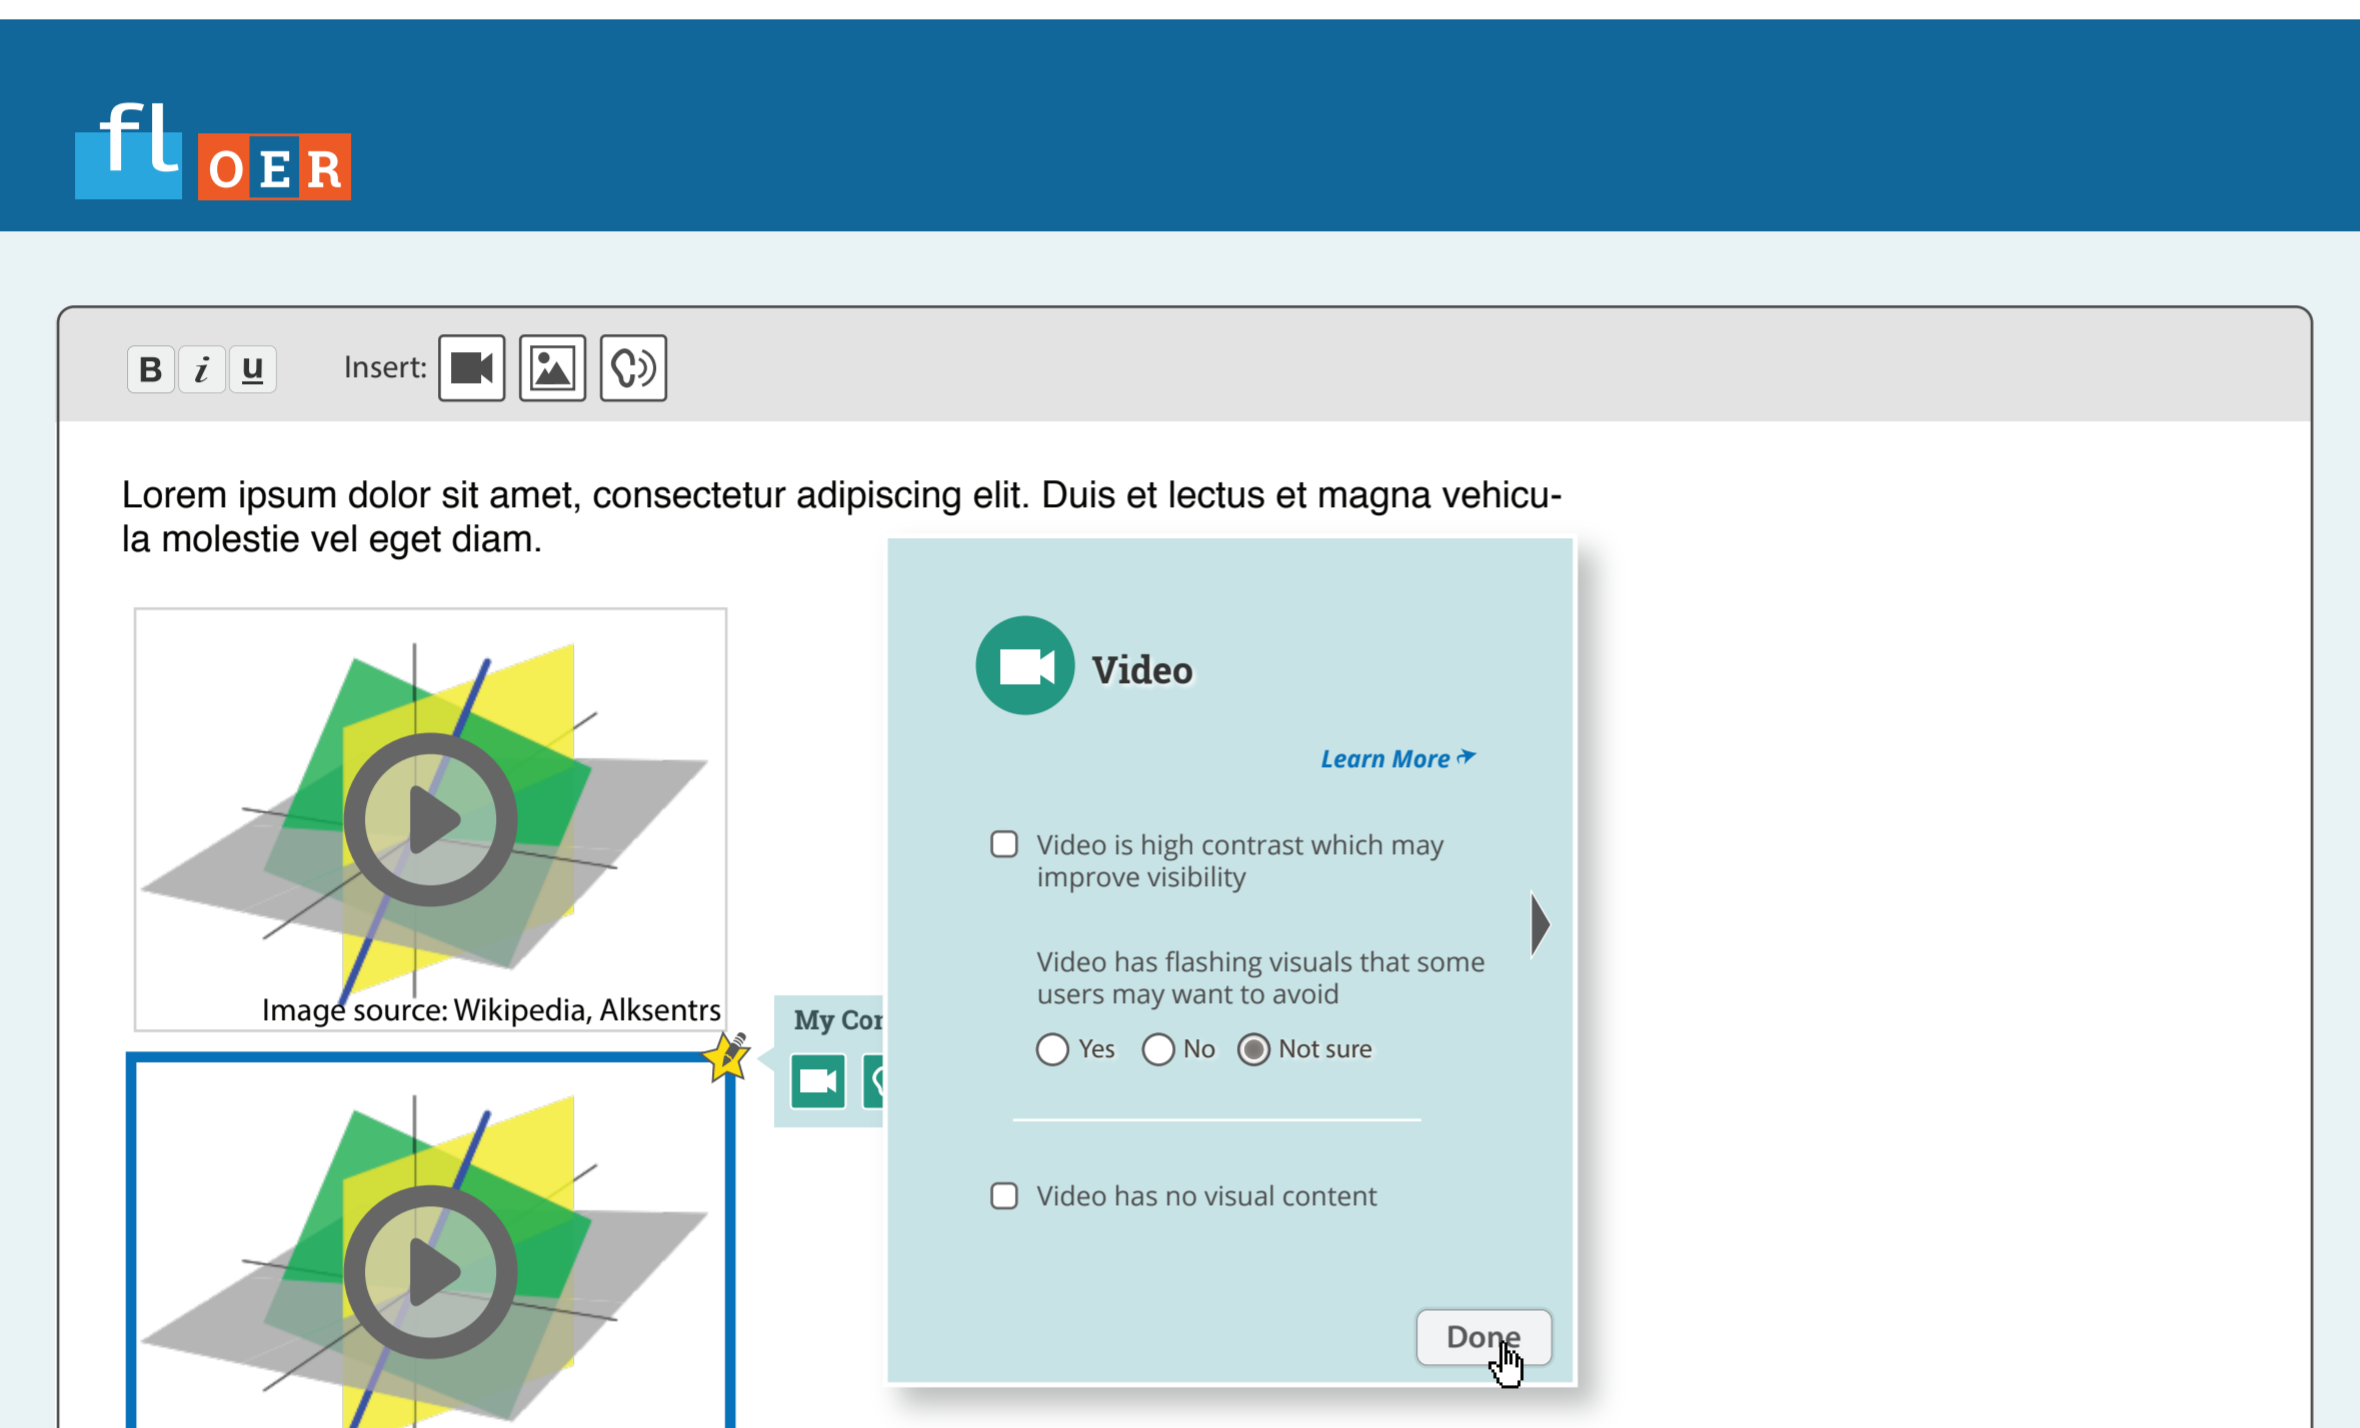 fl OER
B i u Insert:
Lorem ipsum dolor sit amet, consectetur adipiscing elit. Duis et lectus et magna vehicu-
la molestie vel eget diam.
Image source: Wikipedia, Alksentrs
My Con
Video
Learn More
Video is high contrast which may
improve visibility
Video has flashing visuals that some
users may want to avoid
Yes No Not sure
Video has no visual content
Done